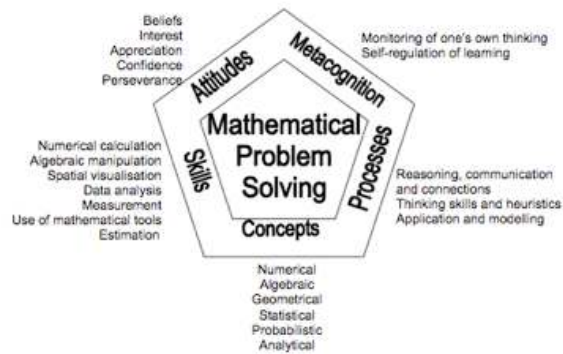 Beliefs
Interest
Appreciation
Confidence
Perseverance
Attitudes
Metacognition
Monitoring of one's own thinking
Self-regulation of learning
Mathematical
Problem
Solving
Numerical calculation
Algebraic manipulation
Spatial visualisation
Data analysis
Measurement
Use of mathematical tools
Estimation
Skills
Processes
Reasoning, communication
and connections
Thinking skills and heuristics
Application and modelling
Concepts
Numerical
Algebraic
Geometrical
Statistical
Probabilistic
Analytical